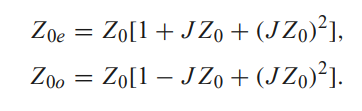 Z₀ₑ = Z₀[1 + JZ₀ + (JZ₀)²],
Z₀ₒ = Z₀[1 − JZ₀ + (JZ₀)²].